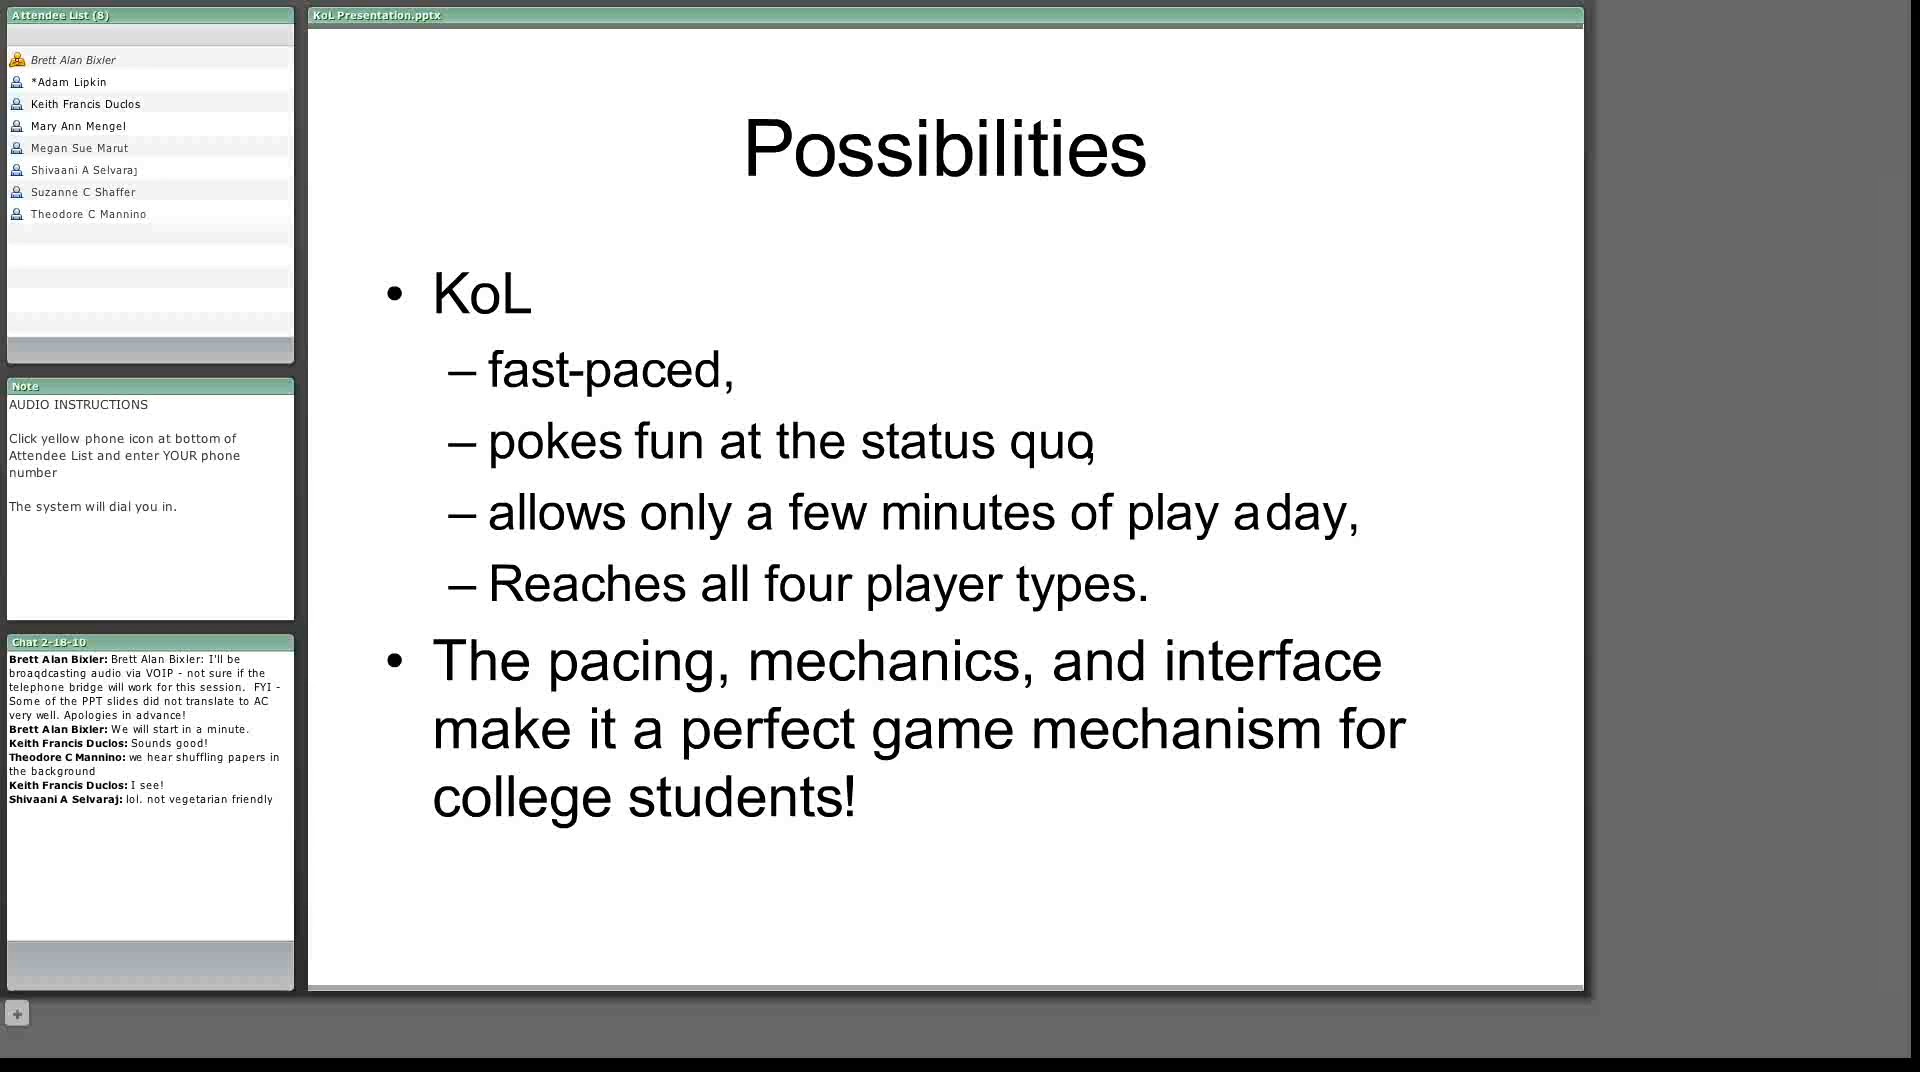 Attendee List (8)
Brett Alan Bixler
*Adam Lipkin
Keith Francis Duclos
Mary Ann Mengel
Megan Sue Marut
Shivaani A Selvaraj
Suzanne C Shaffer
Theodore C Mannino
Note
AUDIO INSTRUCTIONS
Click yellow phone icon at bottom of
Attendee List and enter YOUR phone
number
The system will dial you in.
Chat 2-18-10
Brett Alan Bixler: Brett Alan Bixler: I'll be
broaqdcasting audio via VOIP - not sure if the
telephone bridge will work for this session. FYI -
Some of the PPT slides did not translate to AC
very well. Apologies in advance!
Brett Alan Bixler: We will start in a minute.
Keith Francis Duclos: Sounds good!
Theodore C Mannino: we hear shuffling papers in
the background
Keith Francis Duclos: I see!
Shivaani A Selvaraj: lol. not vegetarian friendly
KoL Presentation.pptx
Possibilities
• KoL
– fast-paced,
– pokes fun at the status quo,
– allows only a few minutes of play a day,
– Reaches all four player types.
• The pacing, mechanics, and interface
make it a perfect game mechanism for
college students!